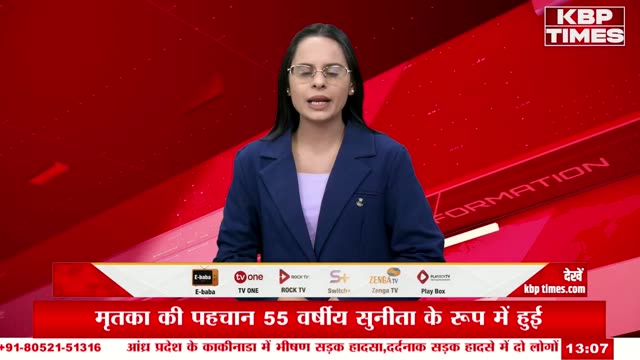 KBP
TIMES
FORMATION
E-baba
tv one
ROCK TV
S+
ZENGA TV
E-baba
TV ONE
ROCK TV
Switch+
Zenga TV
Play Box
देखें
kbp times.com
मृतका की पहचान 55 वर्षीय सुनीता के रूप में हुई
+91-80521-51316
आंध्र प्रदेश के काकीनाडा में भीषण सड़क हादसा,दर्दनाक सड़क हादसे में दो लोगों
13:07